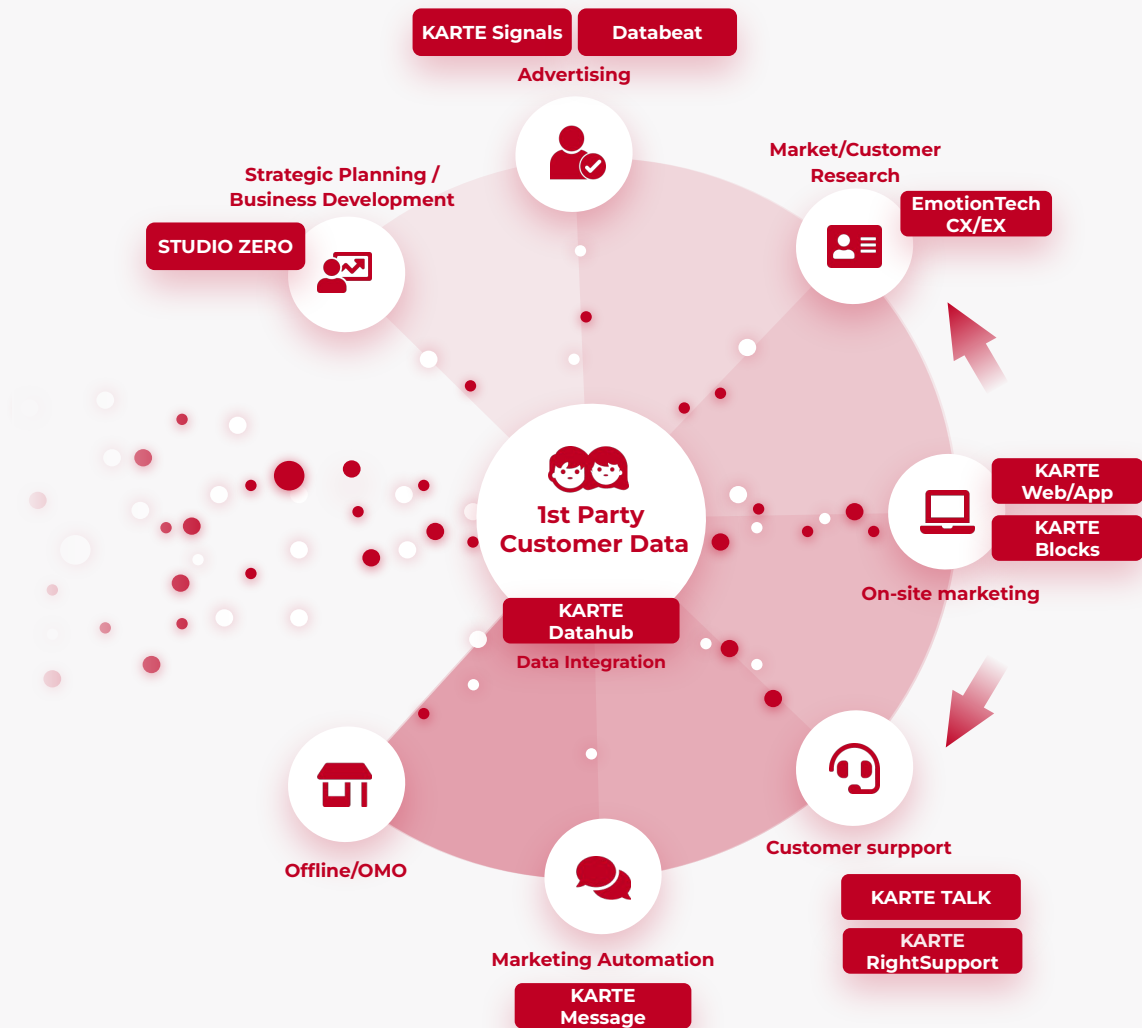 KARTE Signals
Databeat
Advertising
Strategic Planning /
Business Development
STUDIO ZERO
Market/Customer
Research
EmotionTech
CX/EX
1st Party
Customer Data
KARTE
Datahub
Data Integration
KARTE
Web/App
KARTE
Blocks
On-site marketing
Customer surpport
KARTE TALK
KARTE
RightSupport
Offline/OMO
Marketing Automation
KARTE
Message